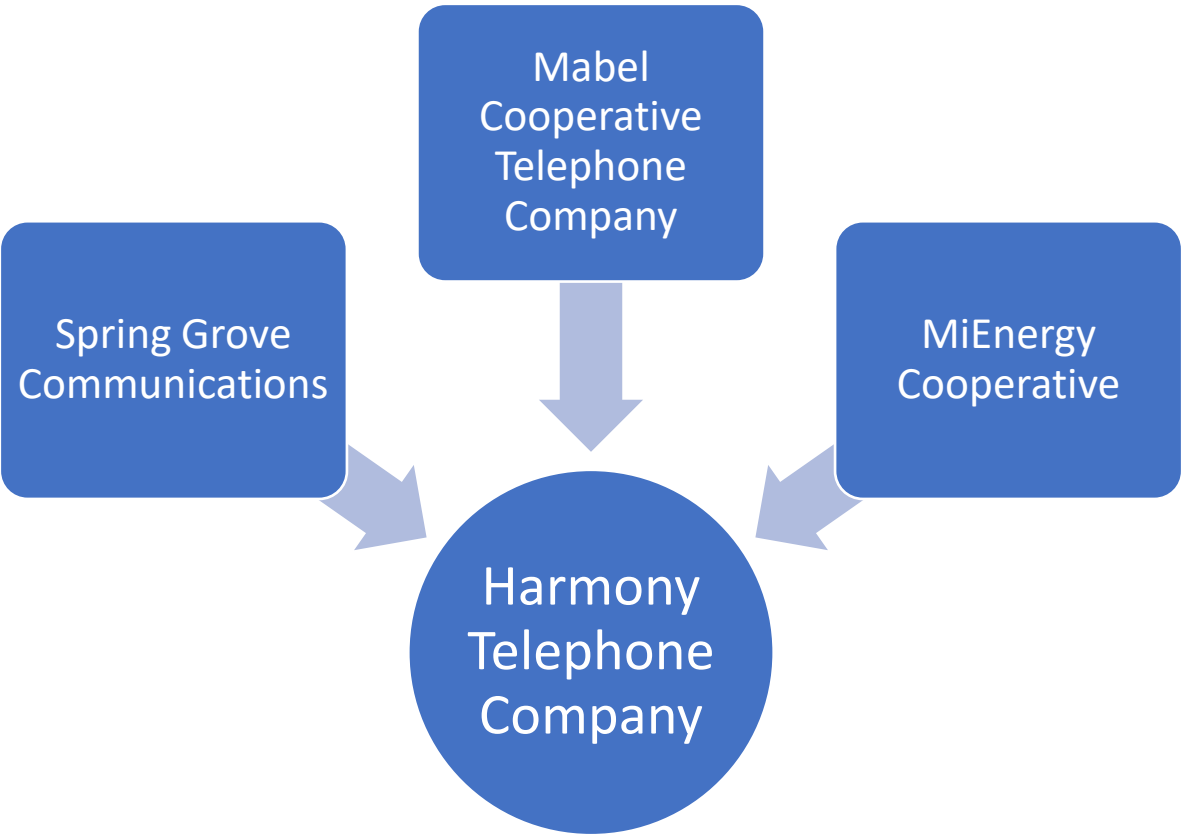 Mabel
Cooperative
Telephone
Company
Spring Grove
Communications
MiEnergy
Cooperative
Harmony
Telephone
Company